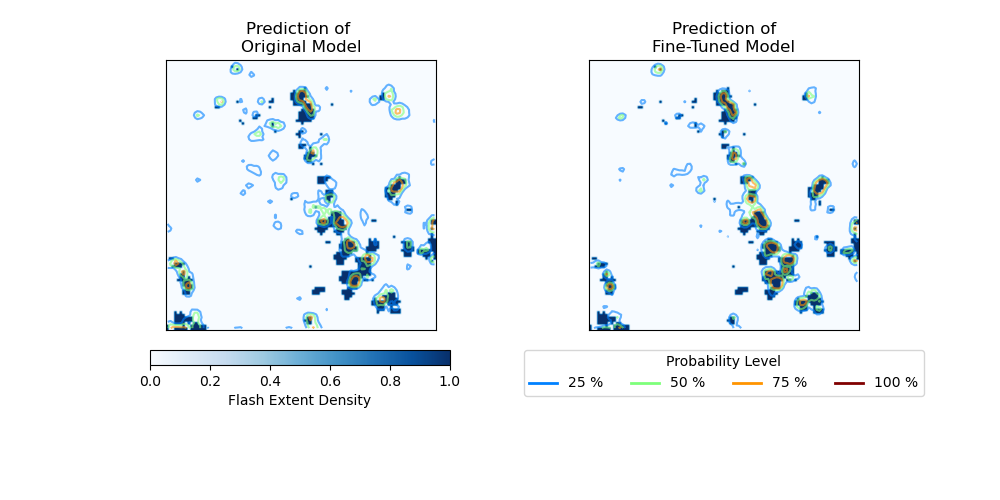 Prediction of
Original Model
Prediction of
Fine-Tuned Model
0.0 0.2 0.4 0.6 0.8 1.0
Flash Extent Density
Probability Level
25 % 50 % 75 % 100 %